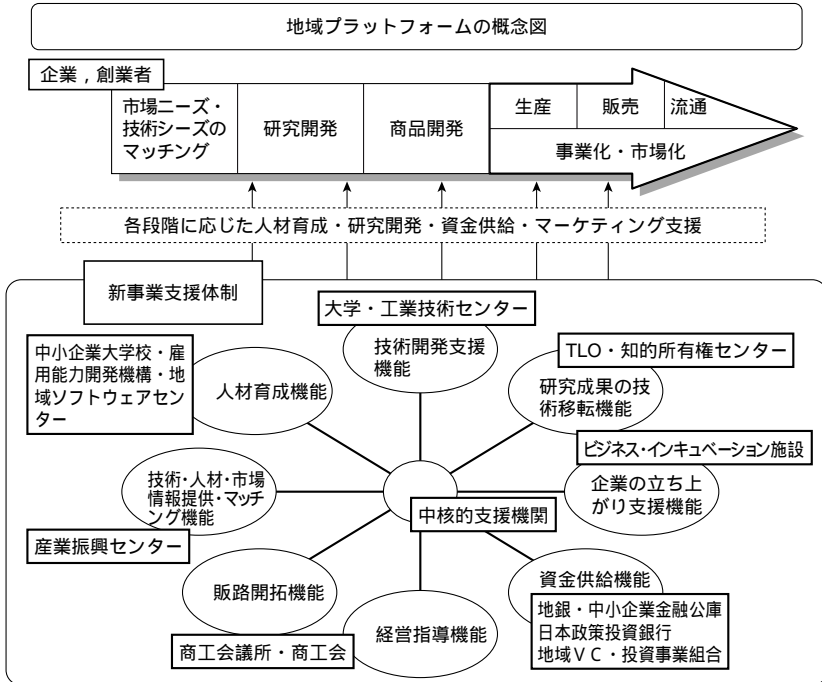 地域プラットフォームの概念図
企業，創業者
市場ニーズ・
技術シーズの
マッチング
研究開発
商品開発
生産
販売
流通
事業化・市場化
各段階に応じた人材育成・研究開発・資金供給・マーケティング支援
新事業支援体制
大学・工業技術センター
技術開発支援
機能
中小企業大学校・雇
用能力開発機構・地
域ソフトウェアセン
ター
人材育成機能
TLO・知的所有権センター
研究成果の技
術移転機能
ビジネス・インキュベーション施設
企業の立ち上
がり支援機能
技術・人材・市場
情報提供・マッチ
ング機能
産業振興センター
中核的支援機関
販路開拓機能
商工会議所・商工会
経営指導機能
資金供給機能
地銀・中小企業金融公庫
日本政策投資銀行
地域ＶＣ・投資事業組合